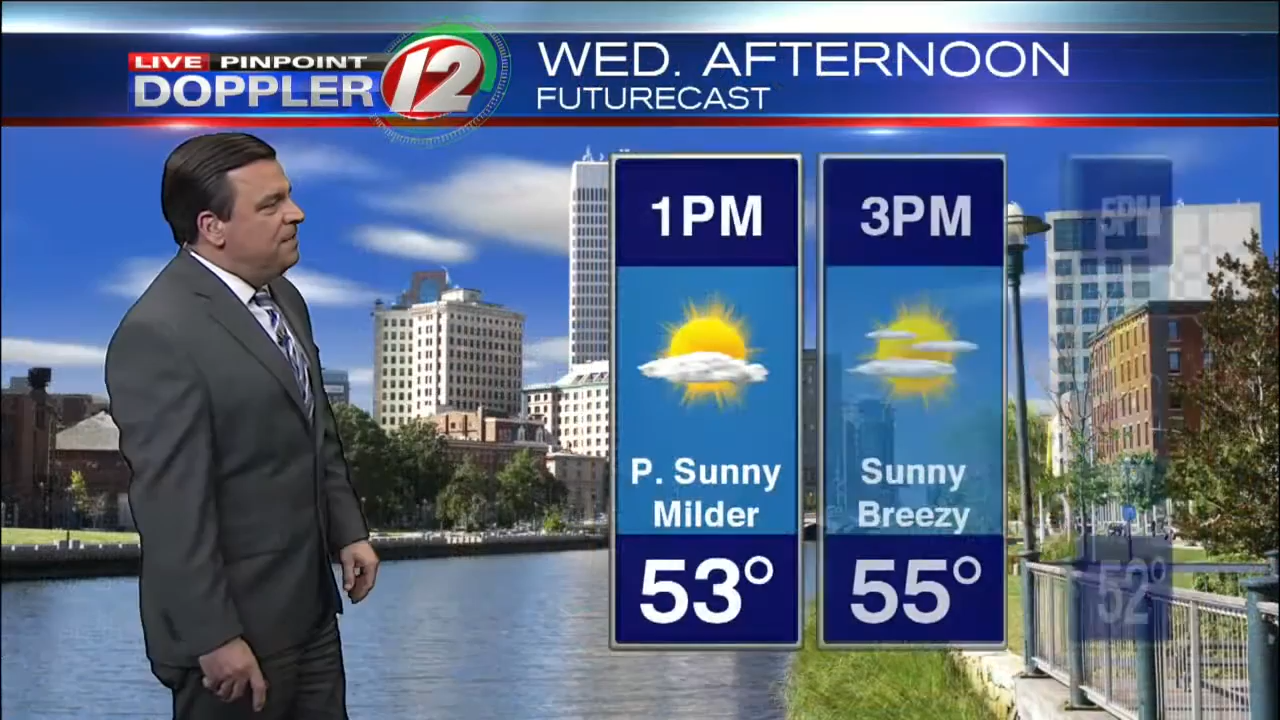 LIVE PINPOINT
DOPPLER 12
WED. AFTERNOON
FUTURECAST
1PM
P. Sunny
Milder
53°
3PM
Sunny
Breezy
55°
5PM
52°